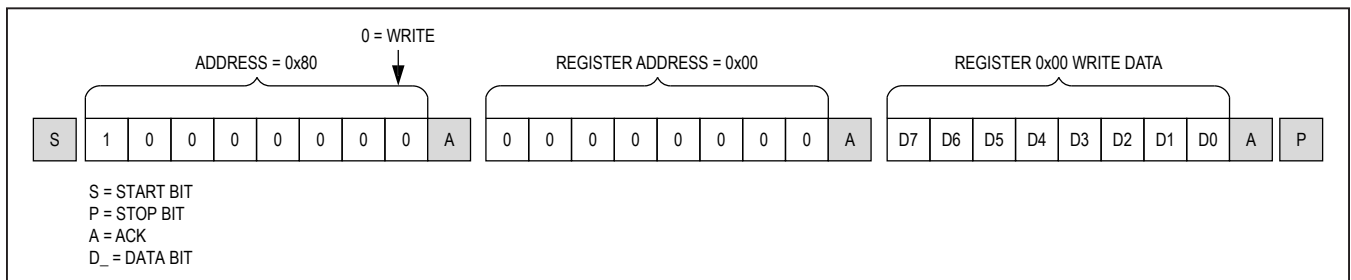 0 = WRITE
ADDRESS = 0x80 REGISTER ADDRESS = 0x00 REGISTER 0x00 WRITE DATA
S 1 0 0 0 0 0 0 0 A 0 0 0 0 0 0 0 0 A D7 D6 D5 D4 D3 D2 D1 D0 A P
S = START BIT
P = STOP BIT
A = ACK
D_ = DATA BIT